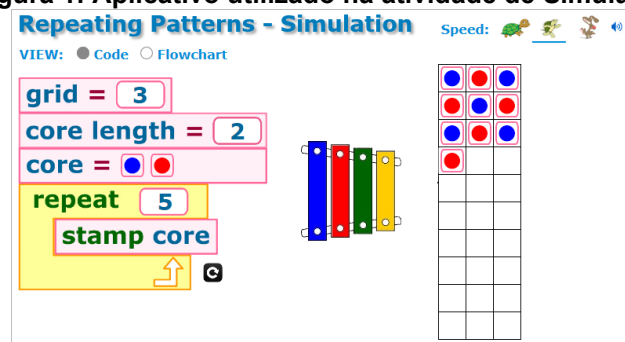 Repeating Patterns - Simulation
Speed:
VIEW: Code Flowchart
grid = 3
core length = 2
core =
repeat 5
stamp core